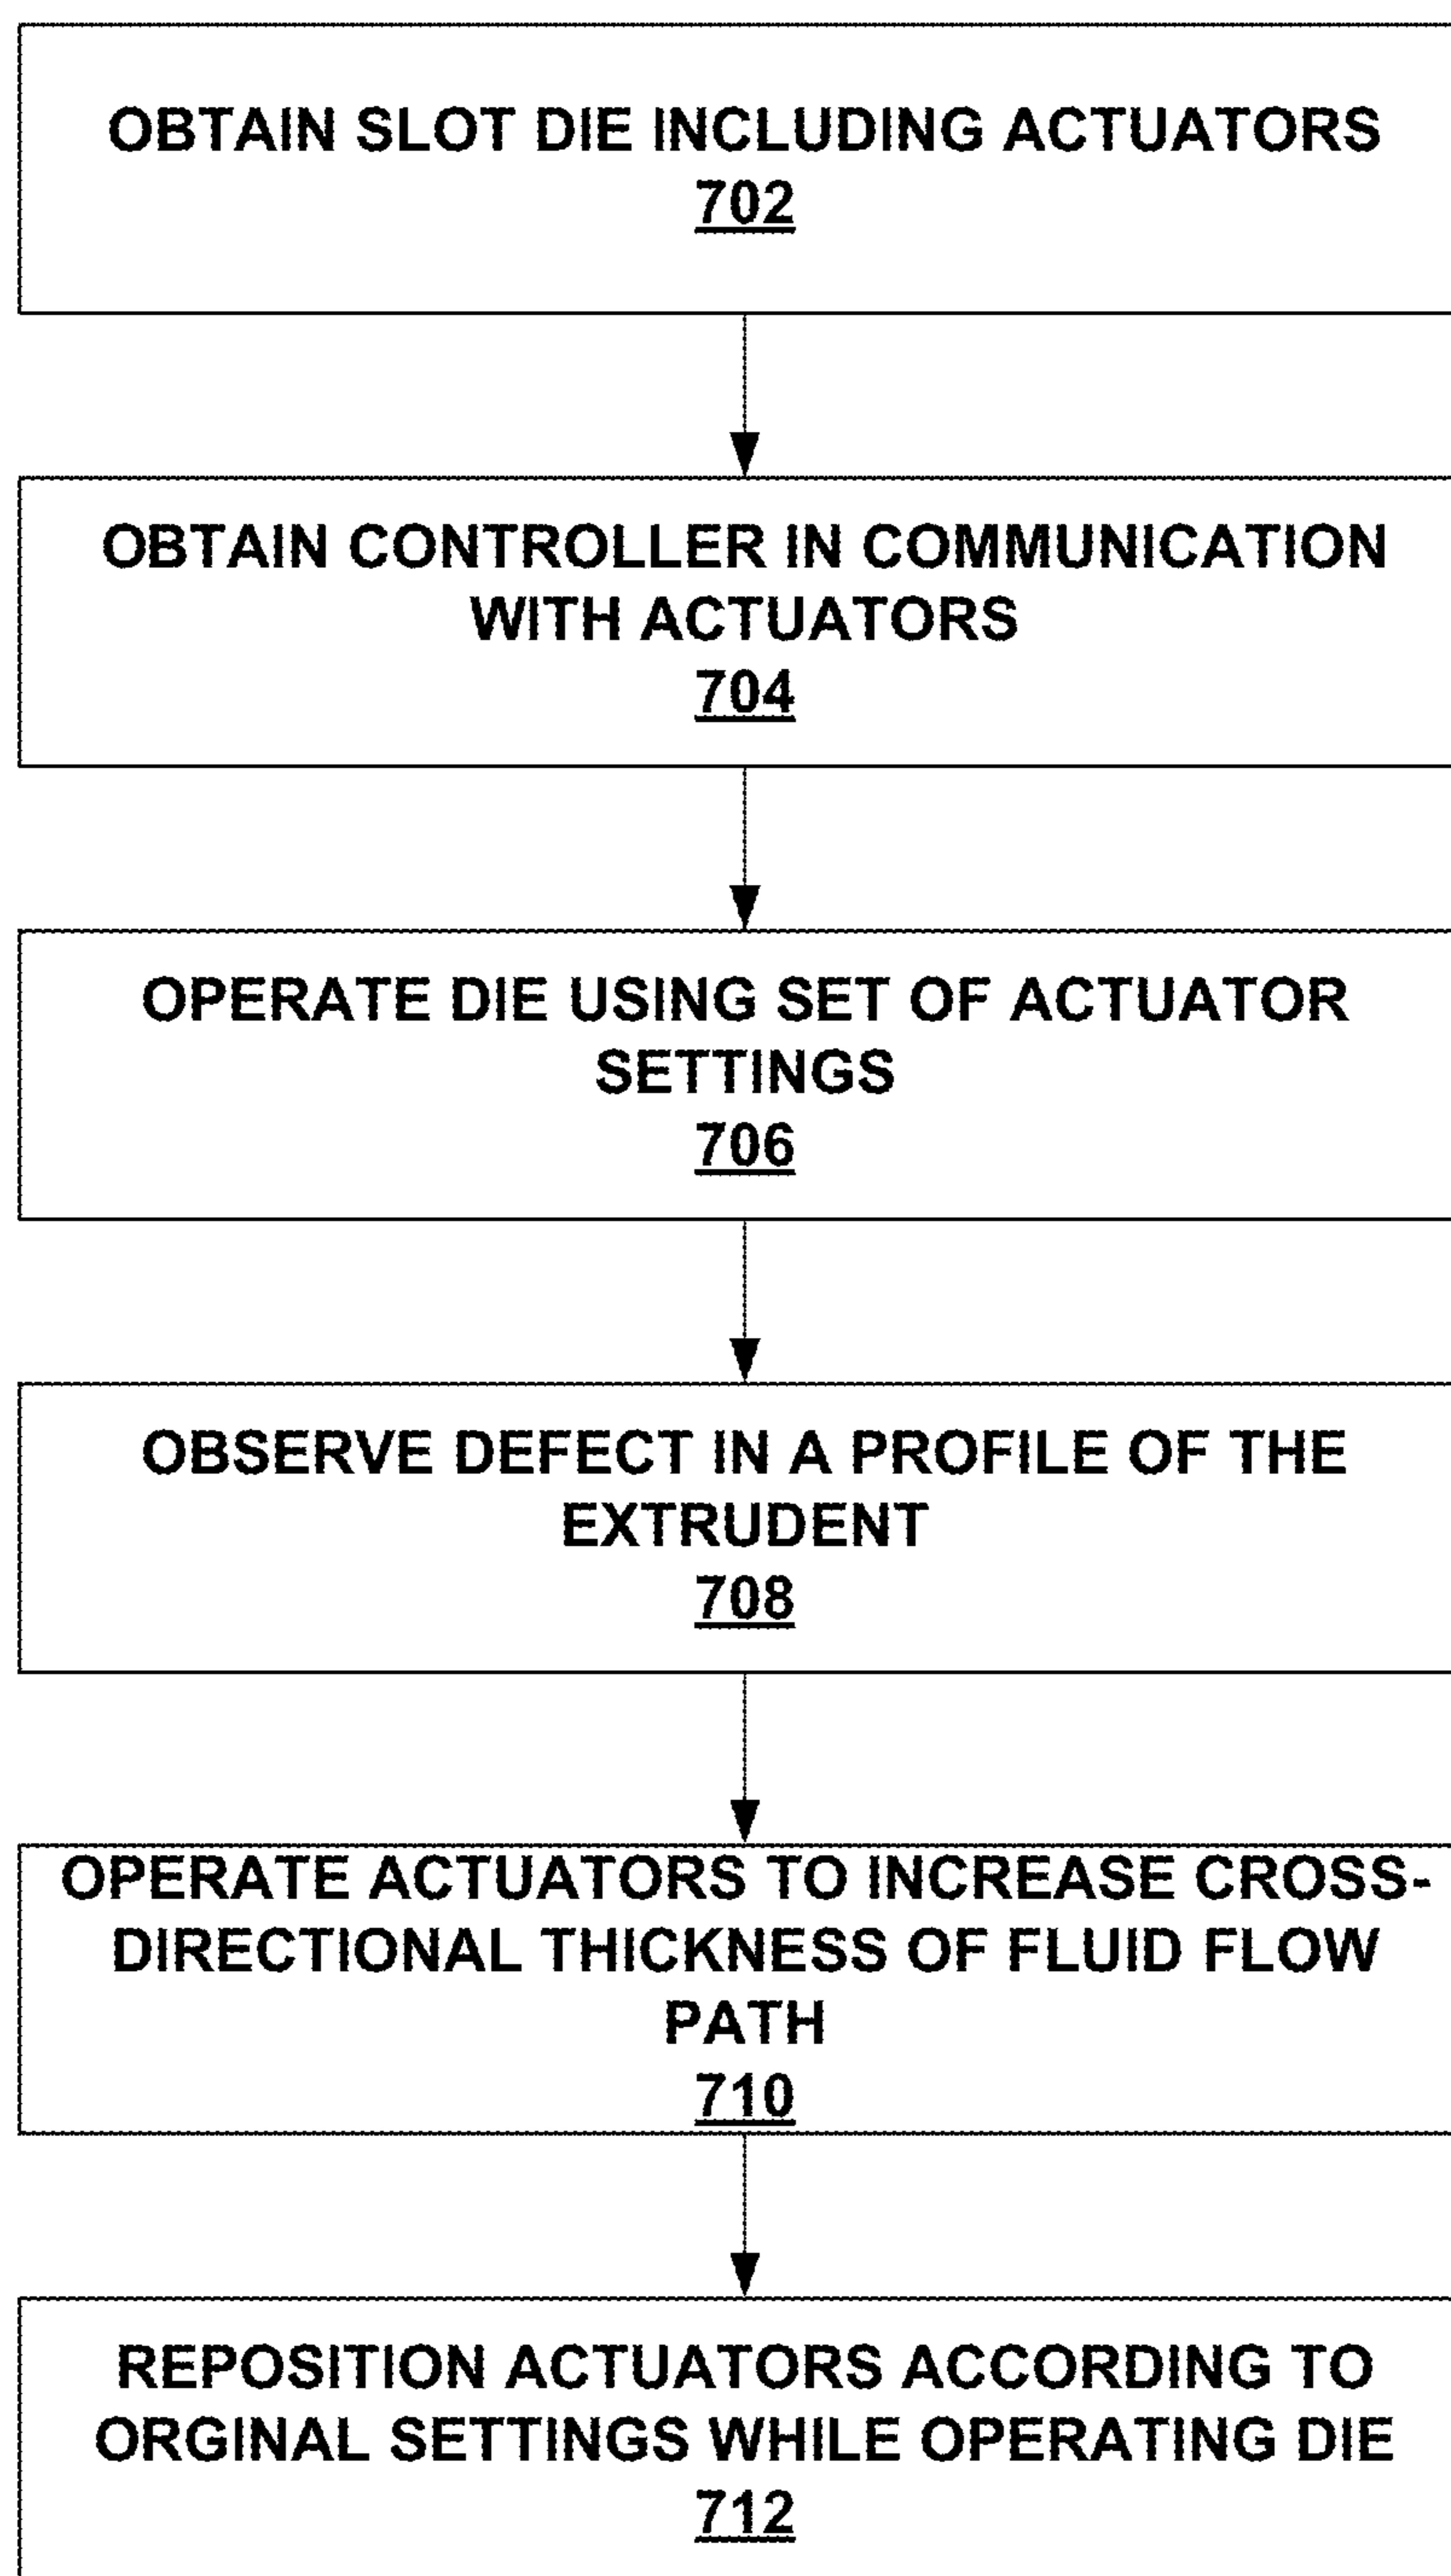 OBTAIN SLOT DIE INCLUDING ACTUATORS
702
OBTAIN CONTROLLER IN COMMUNICATION
WITH ACTUATORS
704
OPERATE DIE USING SET OF ACTUATOR
SETTINGS
706
OBSERVE DEFECT IN A PROFILE OF THE
EXTRUDENT
708
OPERATE ACTUATORS TO INCREASE CROSS-
DIRECTIONAL THICKNESS OF FLUID FLOW
PATH
710
REPOSITION ACTUATORS ACCORDING TO
ORGINAL SETTINGS WHILE OPERATING DIE
712